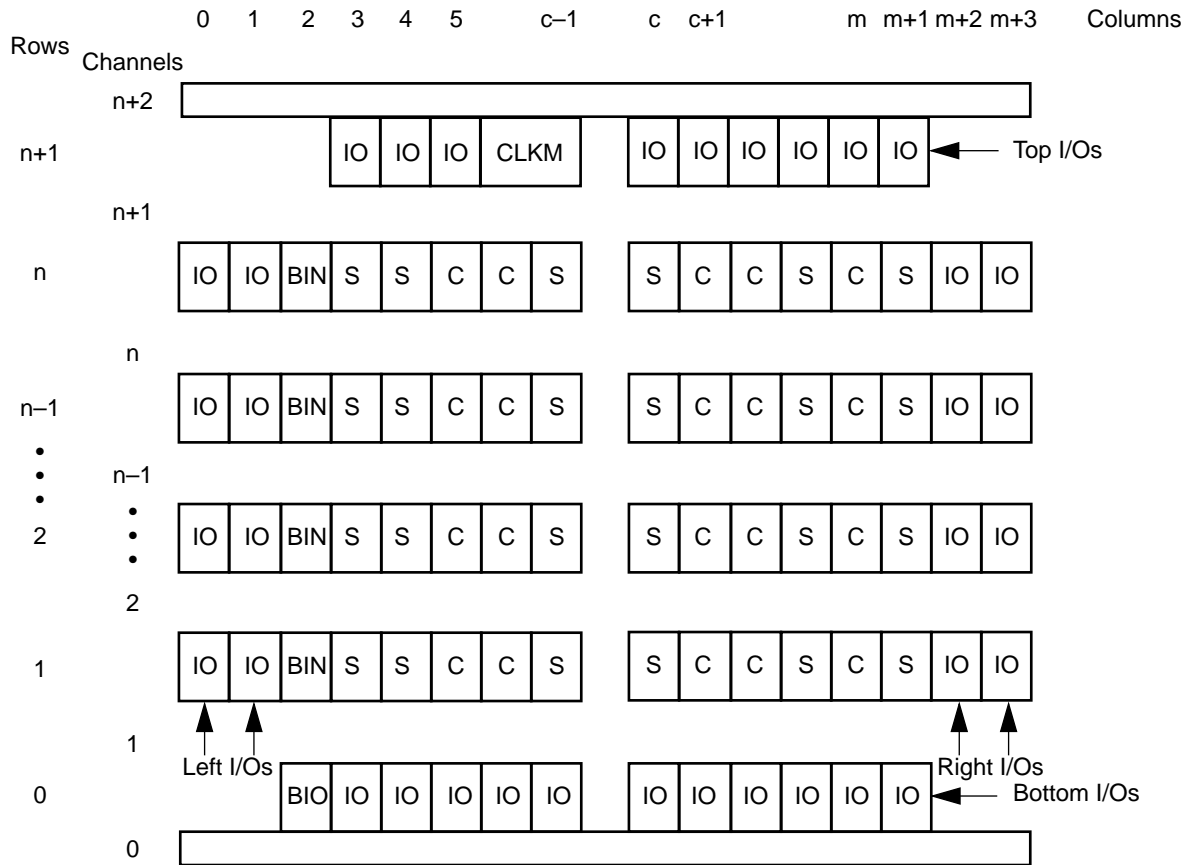 0 1 2 3 4 5 c–1 c c+1 m m+1 m+2 m+3 Columns
Rows
Channels
n+2
n+1 IO IO IO CLKM IO IO IO IO IO IO Top I/Os
n+1
n IO IO BIN S S C C S S C C S C S IO IO
n
n–1 IO IO BIN S S C C S S C C S C S IO IO
n–1
2 IO IO BIN S S C C S S C C S C S IO IO
2
1 IO IO BIN S S C C S S C C S C S IO IO
1
Left I/Os Right I/Os
0 BIO IO IO IO IO IO IO IO IO IO IO IO Bottom I/Os
0